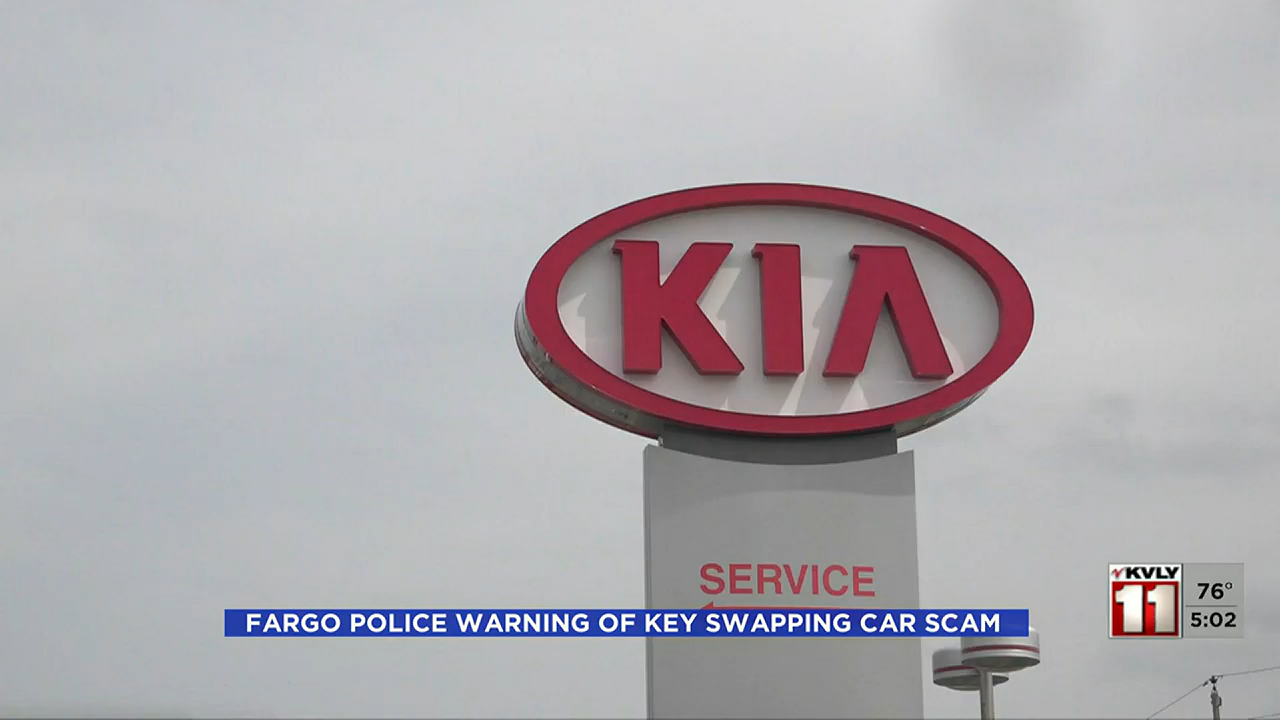 KIA
SERVICE
FARGO POLICE WARNING OF KEY SWAPPING CAR SCAM
KVLY
11
76°
5:02